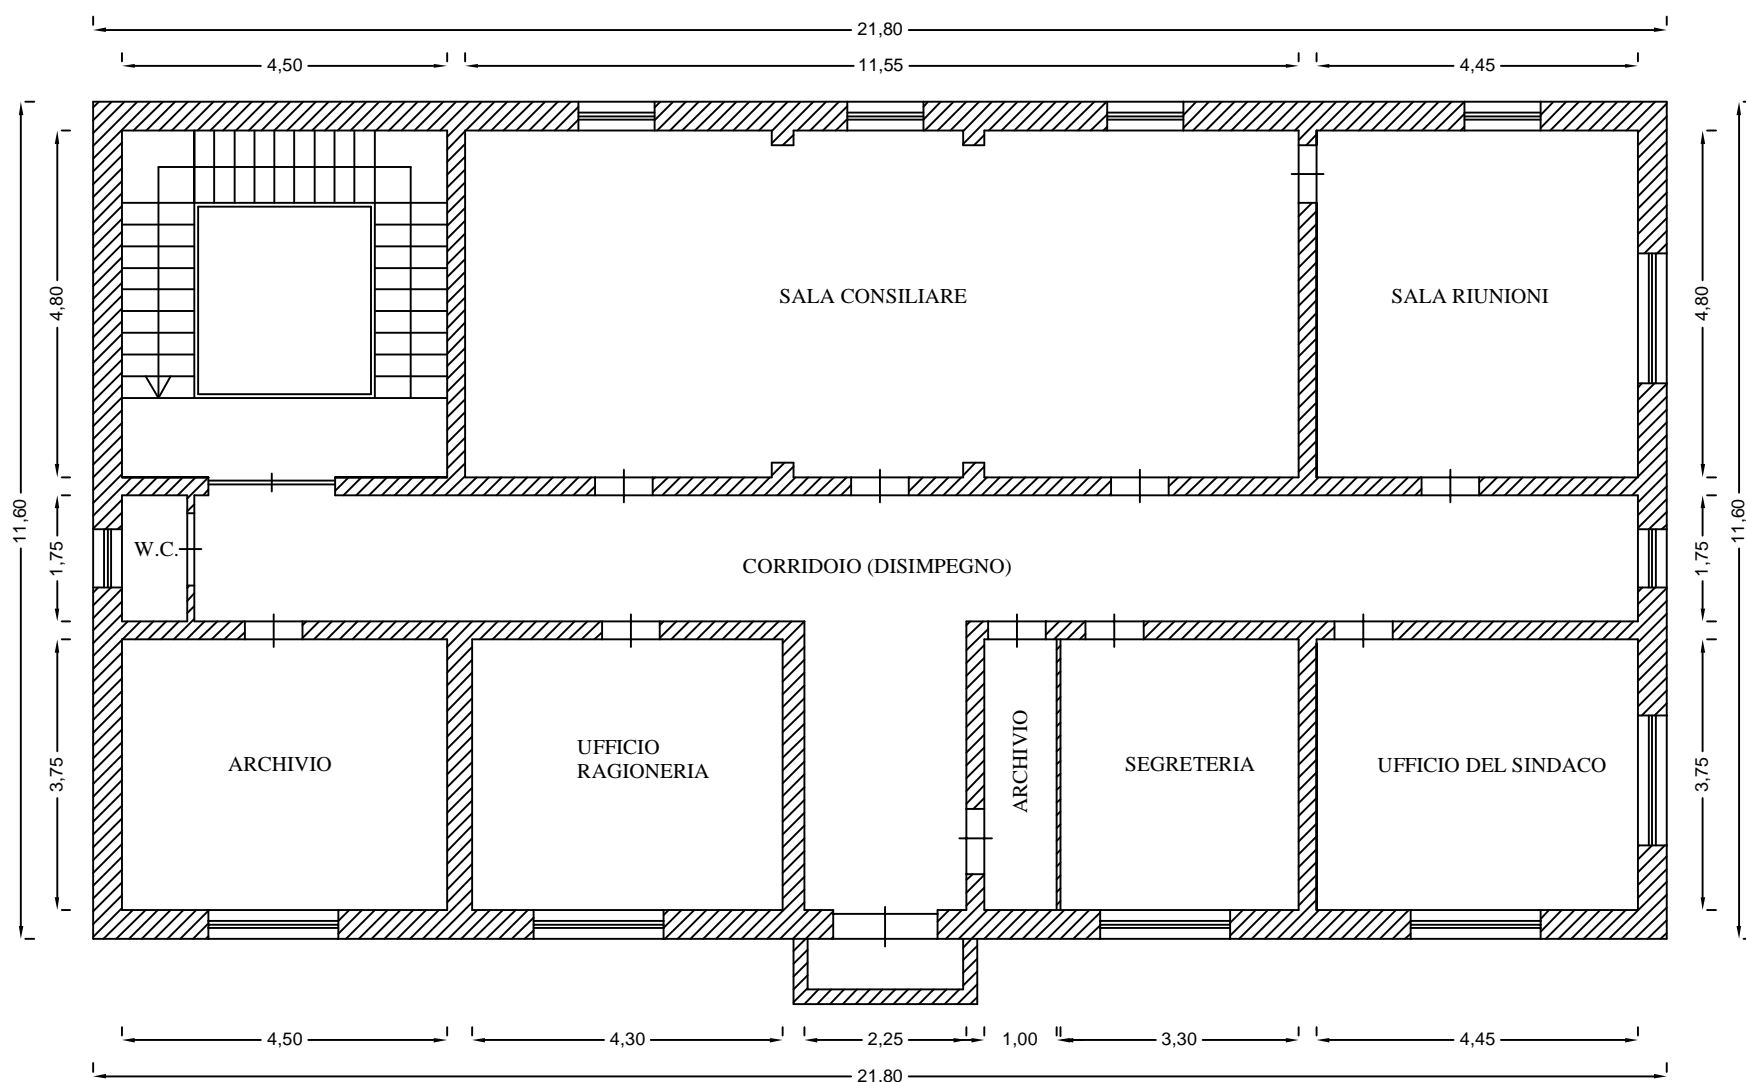 21,80
4,50
11,55
4,45
11,60
4,80
SALA CONSILIARE
SALA RIUNIONI
4,80
11,60
1,75
W.C.
CORRIDOIO (DISIMPEGNO)
1,75
3,75
ARCHIVIO
UFFICIO
RAGIONERIA
ARCHIVIO
SEGRETERIA
UFFICIO DEL SINDACO
3,75
4,50
4,30
2,25
1,00
3,30
4,45
21,80